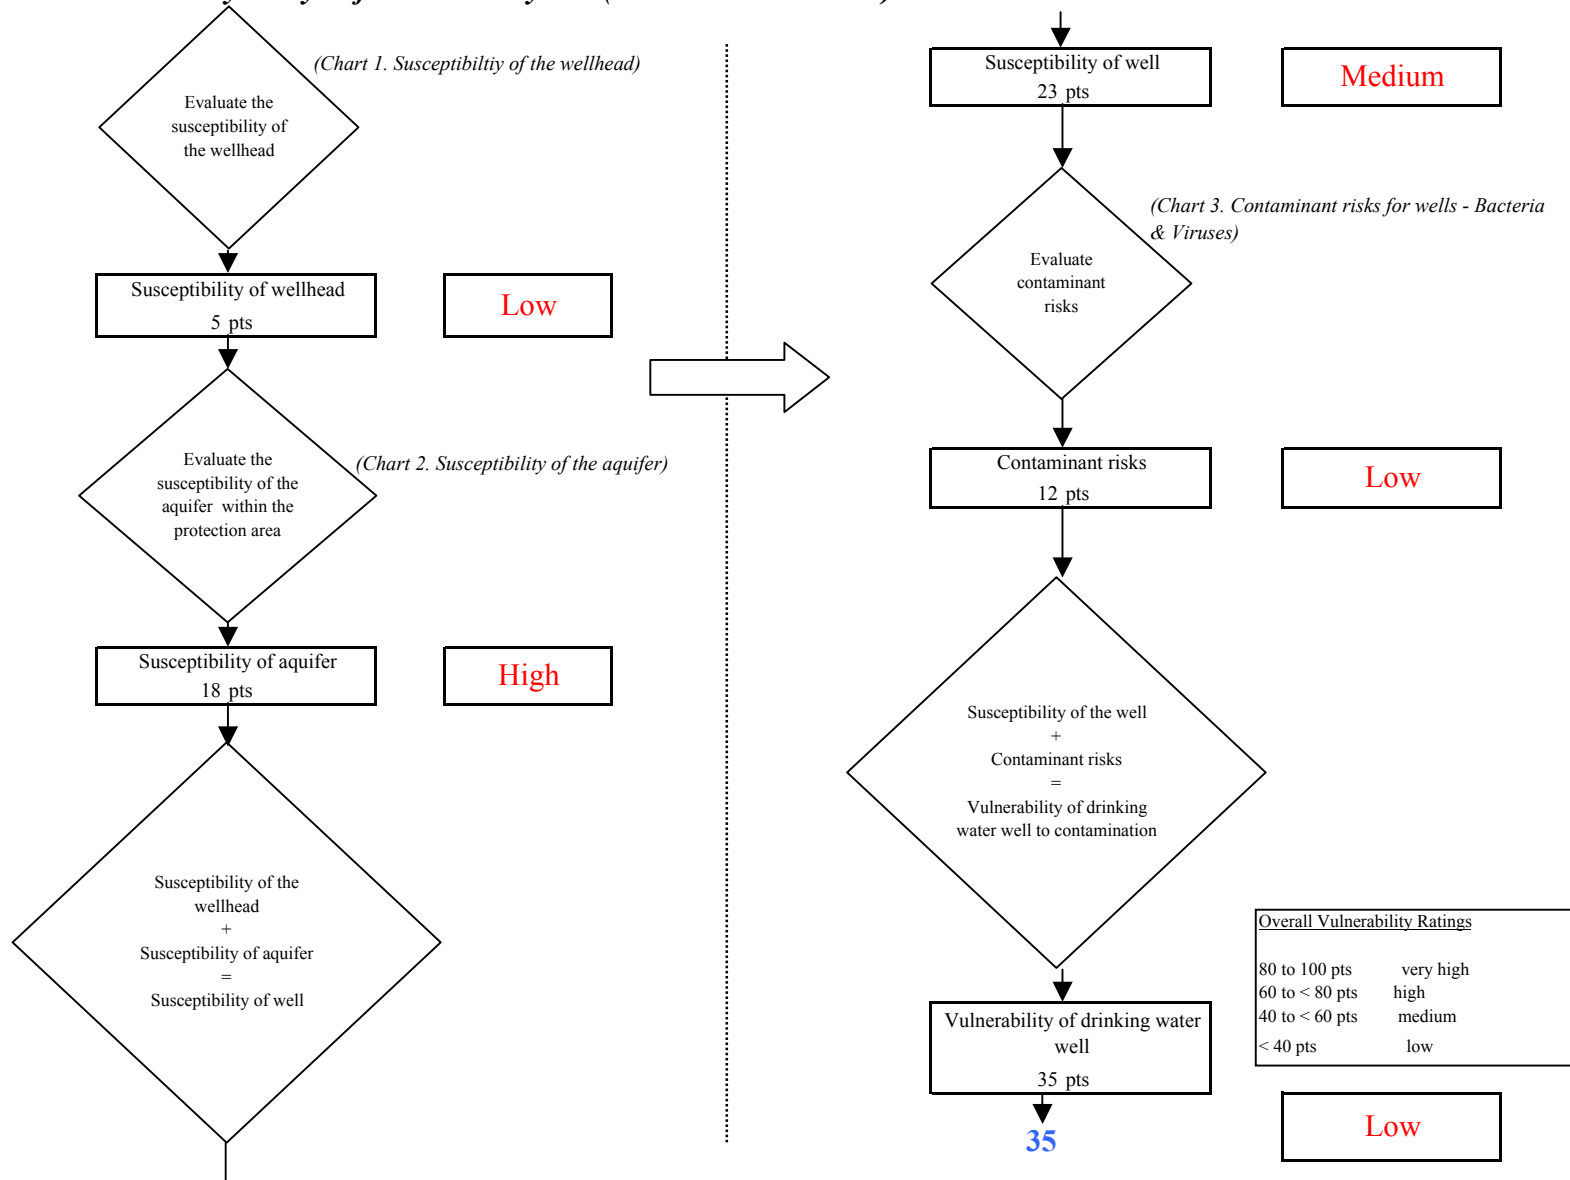 (Chart 1. Susceptibiltiy of the wellhead)
Evaluate the
susceptibility of
the wellhead
Susceptibility of wellhead
5 pts
Low
(Chart 2. Susceptibility of the aquifer)
Evaluate the
susceptibility of the
aquifer within the
protection area
Susceptibility of aquifer
18 pts
High
Susceptibility of the
wellhead
+
Susceptibility of aquifer
=
Susceptibility of well
Susceptibility of well
23 pts
Medium
(Chart 3. Contaminant risks for wells - Bacteria
& Viruses)
Evaluate
contaminant
risks
Contaminant risks
12 pts
Low
Susceptibility of the well
+
Contaminant risks
=
Vulnerability of drinking
water well to contamination
Vulnerability of drinking water
well
35 pts
35
Overall Vulnerability Ratings
80 to 100 pts very high
60 to < 80 pts high
40 to < 60 pts medium
< 40 pts low
Low